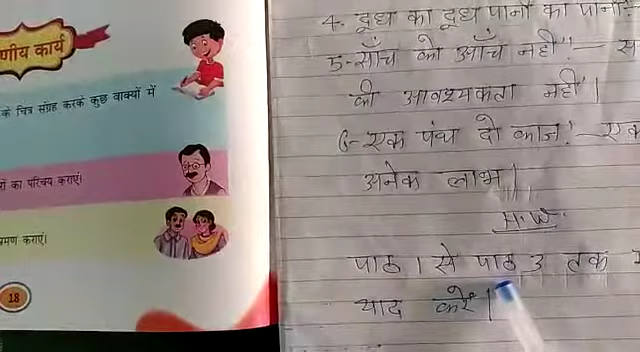 णीय कार्य
के चित्र संग्रह करके कुछ वाक्यों में
का परिचय कराएं।
भ्रमण कराएं।
18
4- दूध का दूध पानी का पानी
5- साँच को आँच नहीं!— स
की आवश्यकता नहीं।
6- एक पंथ दो काज!— एक
अनेक लाभ।
H.W.
पाठ 1 से पाठ 3 तक
याद करें।